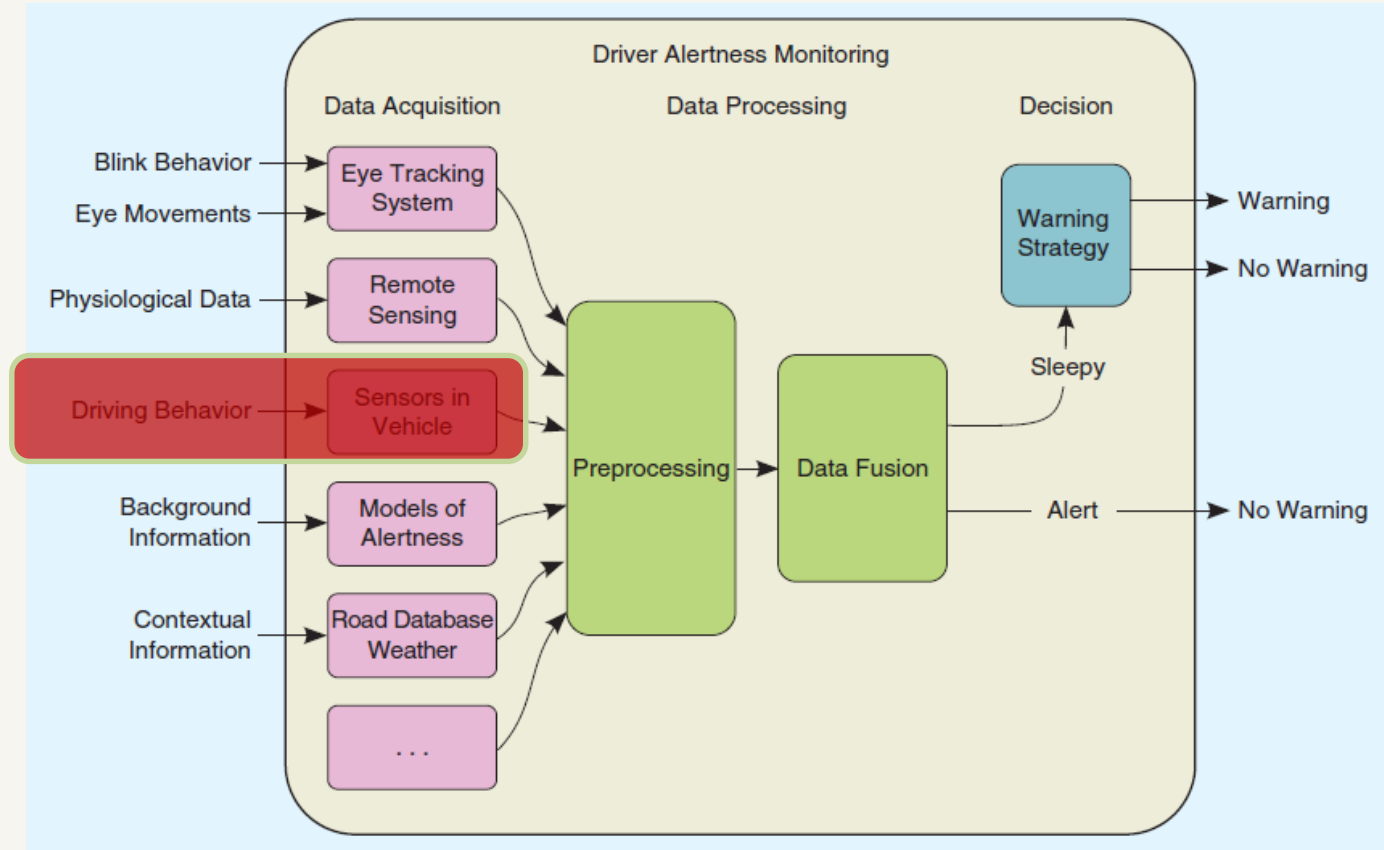 Driver Alertness Monitoring
Data Acquisition
Data Processing
Decision
Blink Behavior
Eye Movements
Eye Tracking
System
Physiological Data
Remote
Sensing
Driving Behavior
Sensors in
Vehicle
Background
Information
Models of
Alertness
Contextual
Information
Road Database
Weather
. . .
Preprocessing
Data Fusion
Sleepy
Alert
Warning
Strategy
Warning
No Warning
No Warning